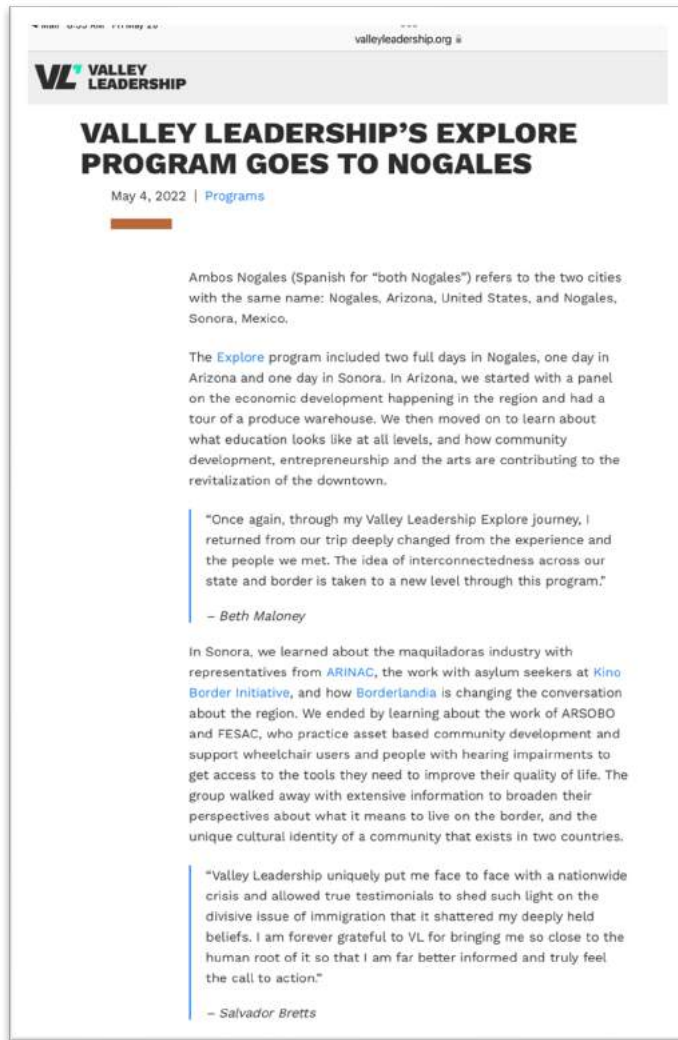 valleyleadership.org
VL VALLEY
LEADERSHIP
VALLEY LEADERSHIP'S EXPLORE
PROGRAM GOES TO NOGALES
May 4, 2022 | Programs
Ambos Nogales (Spanish for "both Nogales") refers to the two cities
with the same name: Nogales, Arizona, United States, and Nogales,
Sonora, Mexico.
The Explore program included two full days in Nogales, one day in
Arizona and one day in Sonora. In Arizona, we started with a panel
on the economic development happening in the region and had a
tour of a produce warehouse. We then moved on to learn about
what education looks like at all levels, and how community
development, entrepreneurship and the arts are contributing to the
revitalization of the downtown.
"Once again, through my Valley Leadership Explore journey, I
returned from our trip deeply changed from the experience and
the people we met. The idea of interconnectedness across our
state and border is taken to a new level through this program."
– Beth Maloney
In Sonora, we learned about the maquiladoras industry with
representatives from ARINAC, the work with asylum seekers at Kino
Border Initiative, and how Borderlandia is changing the conversation
about the region. We ended by learning about the work of ARSOBO
and FESAC, who practice asset based community development and
support wheelchair users and people with hearing impairments to
get access to the tools they need to improve their quality of life. The
group walked away with extensive information to broaden their
perspectives about what it means to live on the border, and the
unique cultural identity of a community that exists in two countries.
"Valley Leadership uniquely put me face to face with a nationwide
crisis and allowed true testimonials to shed such light on the
divisive issue of immigration that it shattered my deeply held
beliefs. I am forever grateful to VL for bringing me so close to the
human root of it so that I am far better informed and truly feel
the call to action."
– Salvador Bretts